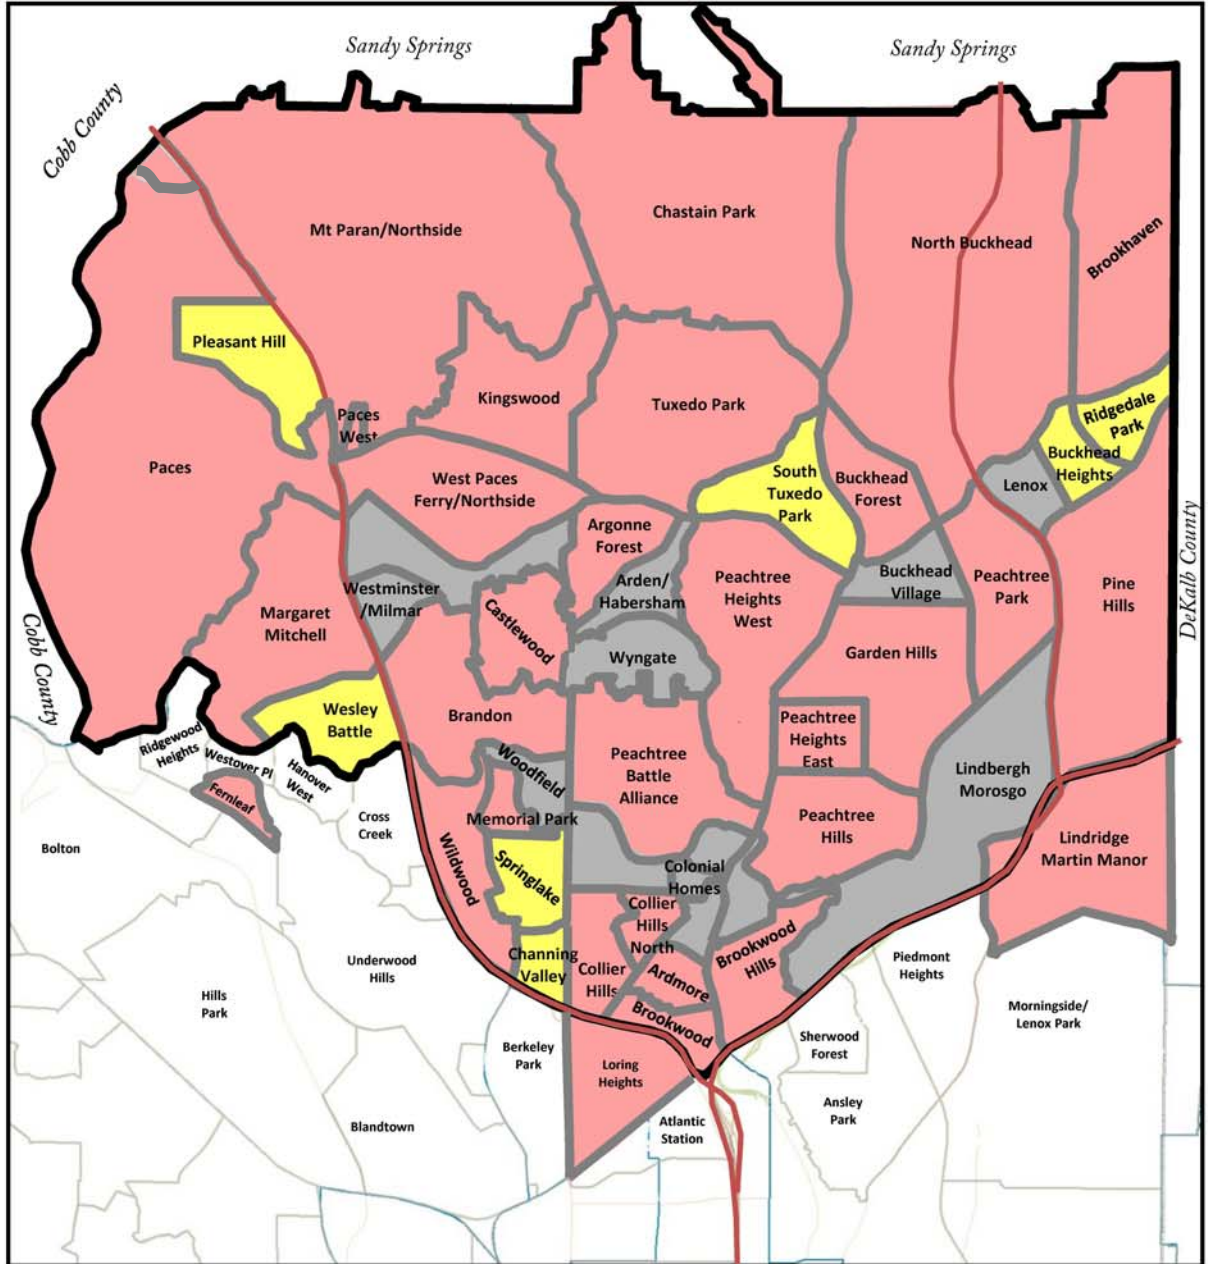 Sandy Springs
Sandy Springs
Cobb County
Mt Paran/Northside
Chastain Park
North Buckhead
Brookhaven
Pleasant Hill
Paces
West
Kingswood
Tuxedo Park
Ridgedale
Park
Paces
West Paces
Ferry/Northside
South
Tuxedo
Park
Buckhead
Forest
Lenox
Buckhead
Heights
Argonne
Forest
DeKalb County
Westminster
/Milmar
Arden/
Habersham
Peachtree
Heights
West
Buckhead
Village
Peachtree
Park
Pine
Hills
Margaret
Mitchell
Castlewood
Wyngate
Garden Hills
Cobb County
Wesley
Battle
Brandon
Peachtree
Heights
East
Ridgewood
Heights
Westover Pl
Hanover
West
Fernleaf
Woodfield
Peachtree
Battle
Alliance
Lindbergh
Morosgo
Cross
Creek
Memorial Park
Peachtree
Hills
Lindridge
Martin Manor
Bolton
Wildwood
Springlake
Colonial
Homes
Collier
Hills
North
Underwood
Hills
Channing
Valley
Collier
Hills
Ardmore
Brookwood
Hills
Piedmont
Heights
Hills
Park
Brookwood
Morningside/
Lenox Park
Berkeley
Park
Loring
Heights
Sherwood
Forest
Blandtown
Atlantic
Station
Ansley
Park